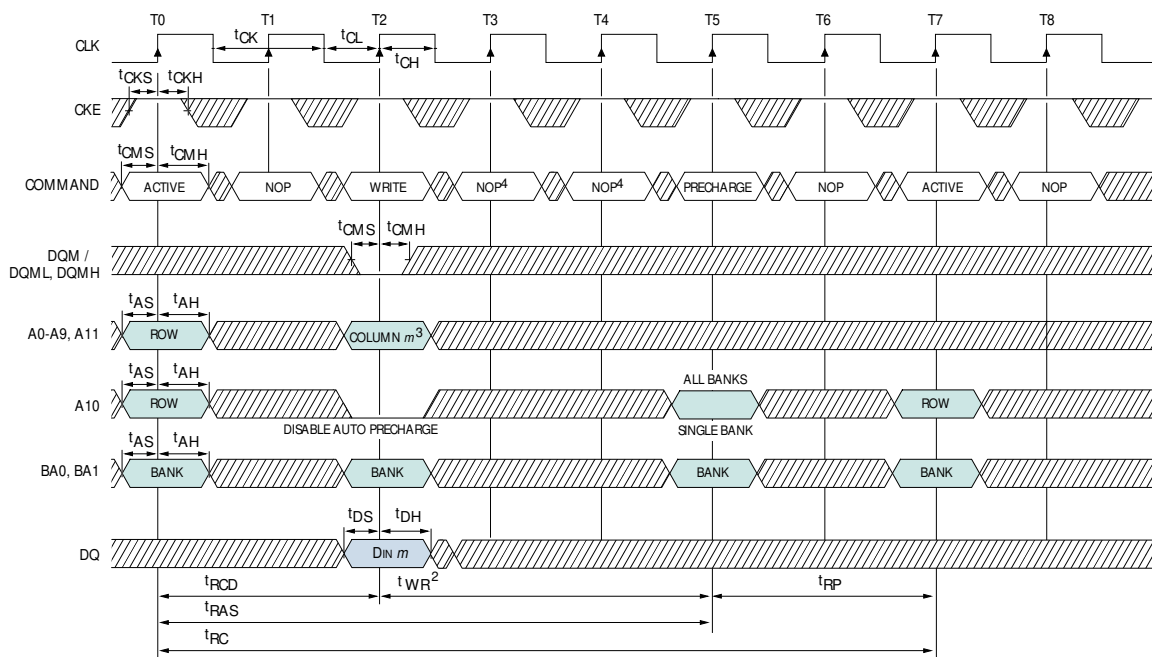 T0 T1 T2 T3 T4 T5 T6 T7 T8
CLK
tCK tCL
tCH
tCKS tCKH
CKE
tCMS tCMH
COMMAND ACTIVE NOP WRITE NOP⁴ NOP⁴ PRECHARGE NOP ACTIVE NOP
tCMS tCMH
DQM /
DQML, DQMH
tAS tAH
A0-A9, A11 ROW COLUMN m³
tAS tAH
ALL BANKS
A10 ROW ROW
DISABLE AUTO PRECHARGE SINGLE BANK
tAS tAH
BA0, BA1 BANK BANK BANK BANK
tDS tDH
DQ DIN m
tRCD tWR² tRP
tRAS
tRC